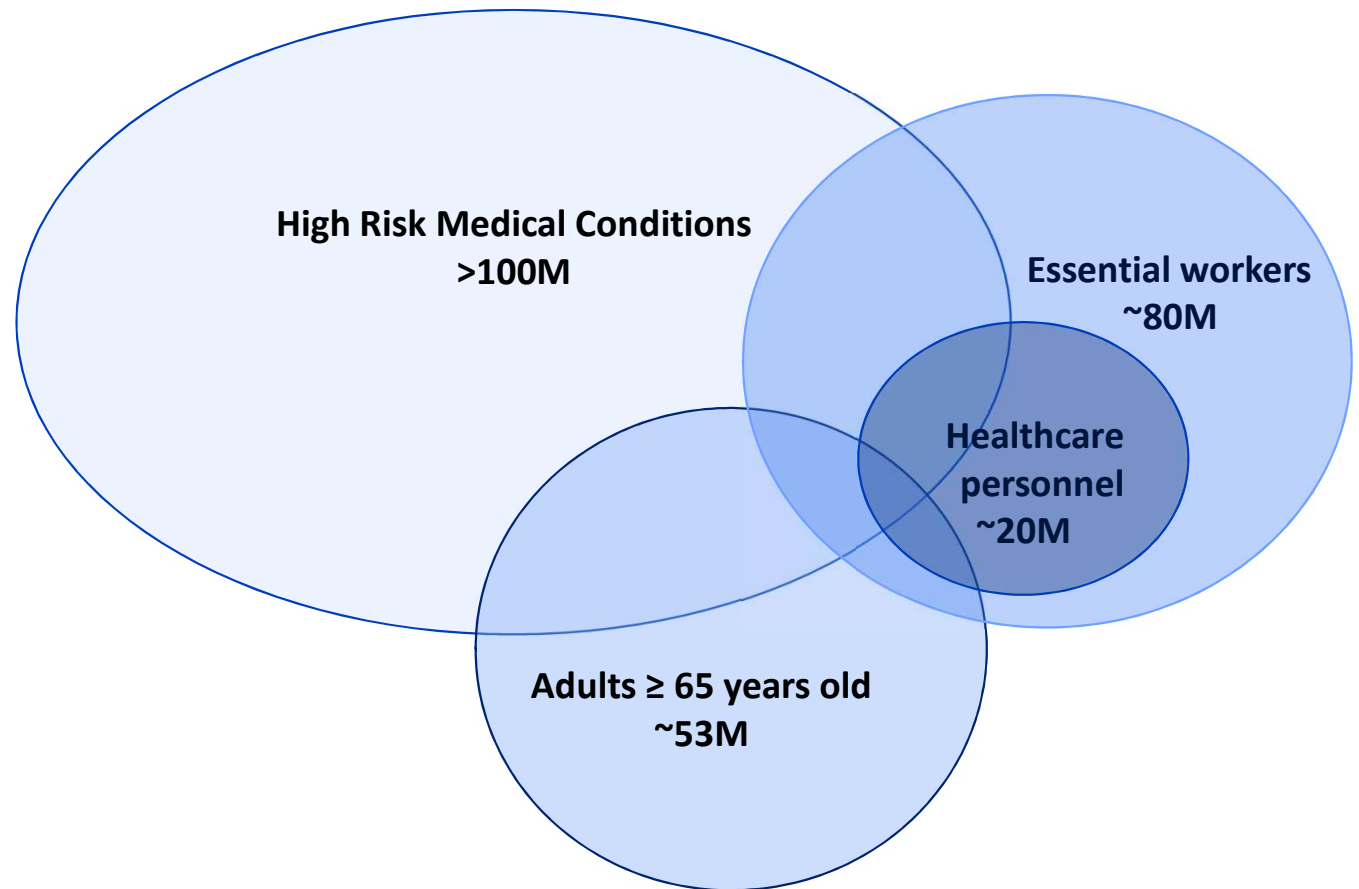 High Risk Medical Conditions
>100M
Essential workers
~80M
Healthcare
personnel
~20M
Adults ≥ 65 years old
~53M